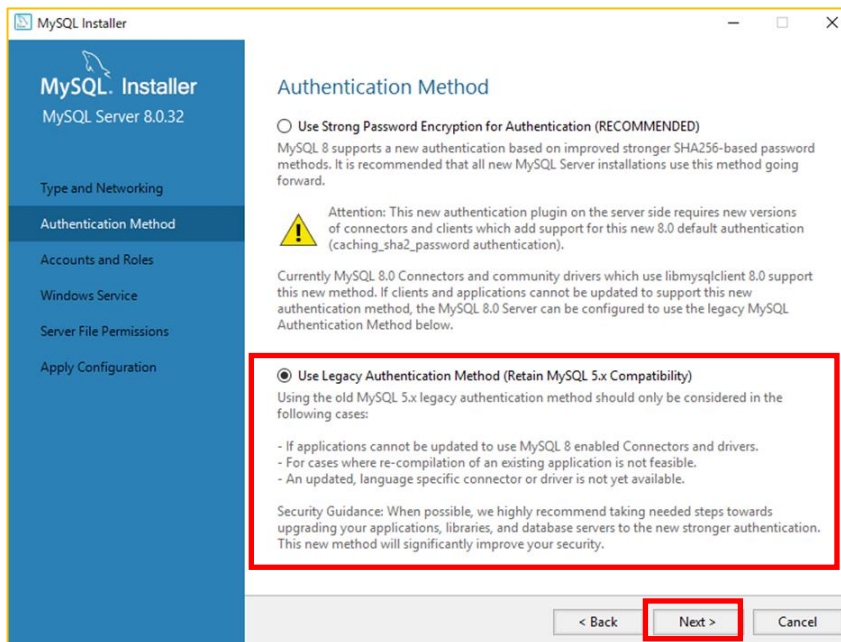 MySQL Installer
MySQL. Installer
MySQL Server 8.0.32
Type and Networking
Authentication Method
Accounts and Roles
Windows Service
Server File Permissions
Apply Configuration
Authentication Method
Use Strong Password Encryption for Authentication (RECOMMENDED)
MySQL 8 supports a new authentication based on improved stronger SHA256-based password
methods. It is recommended that all new MySQL Server installations use this method going
forward.
Attention: This new authentication plugin on the server side requires new versions
of connectors and clients which add support for this new 8.0 default authentication
(caching_sha2_password authentication).
Currently MySQL 8.0 Connectors and community drivers which use libmysqlclient 8.0 support
this new method. If clients and applications cannot be updated to support this new
authentication method, the MySQL 8.0 Server can be configured to use the legacy MySQL
Authentication Method below.
Use Legacy Authentication Method (Retain MySQL 5.x Compatibility)
Using the old MySQL 5.x legacy authentication method should only be considered in the
following cases:
- If applications cannot be updated to use MySQL 8 enabled Connectors and drivers.
- For cases where re-compilation of an existing application is not feasible.
- An updated, language specific connector or driver is not yet available.
Security Guidance: When possible, we highly recommend taking needed steps towards
upgrading your applications, libraries, and database servers to the new stronger authentication.
This new method will significantly improve your security.
< Back
Next >
Cancel